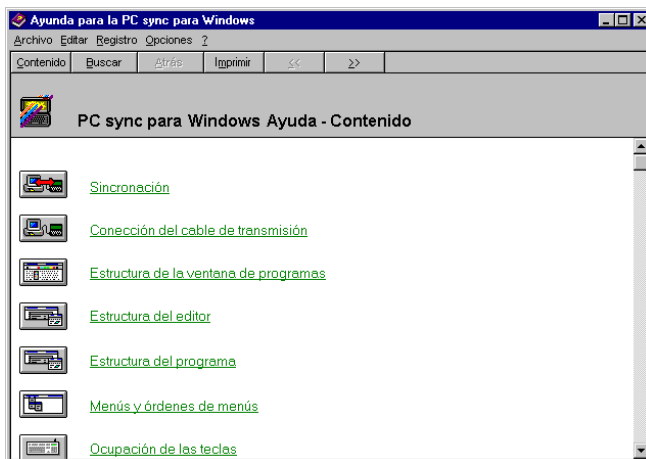 Ayunda para la PC sync para Windows
Archivo Editar Registro Opciones ?
Contenido Buscar Atrás Imprimir << >>
PC sync para Windows Ayuda - Contenido
Sincronación
Conección del cable de transmisión
Estructura de la ventana de programas
Estructura del editor
Estructura del programa
Menús y órdenes de menús
Ocupación de las teclas